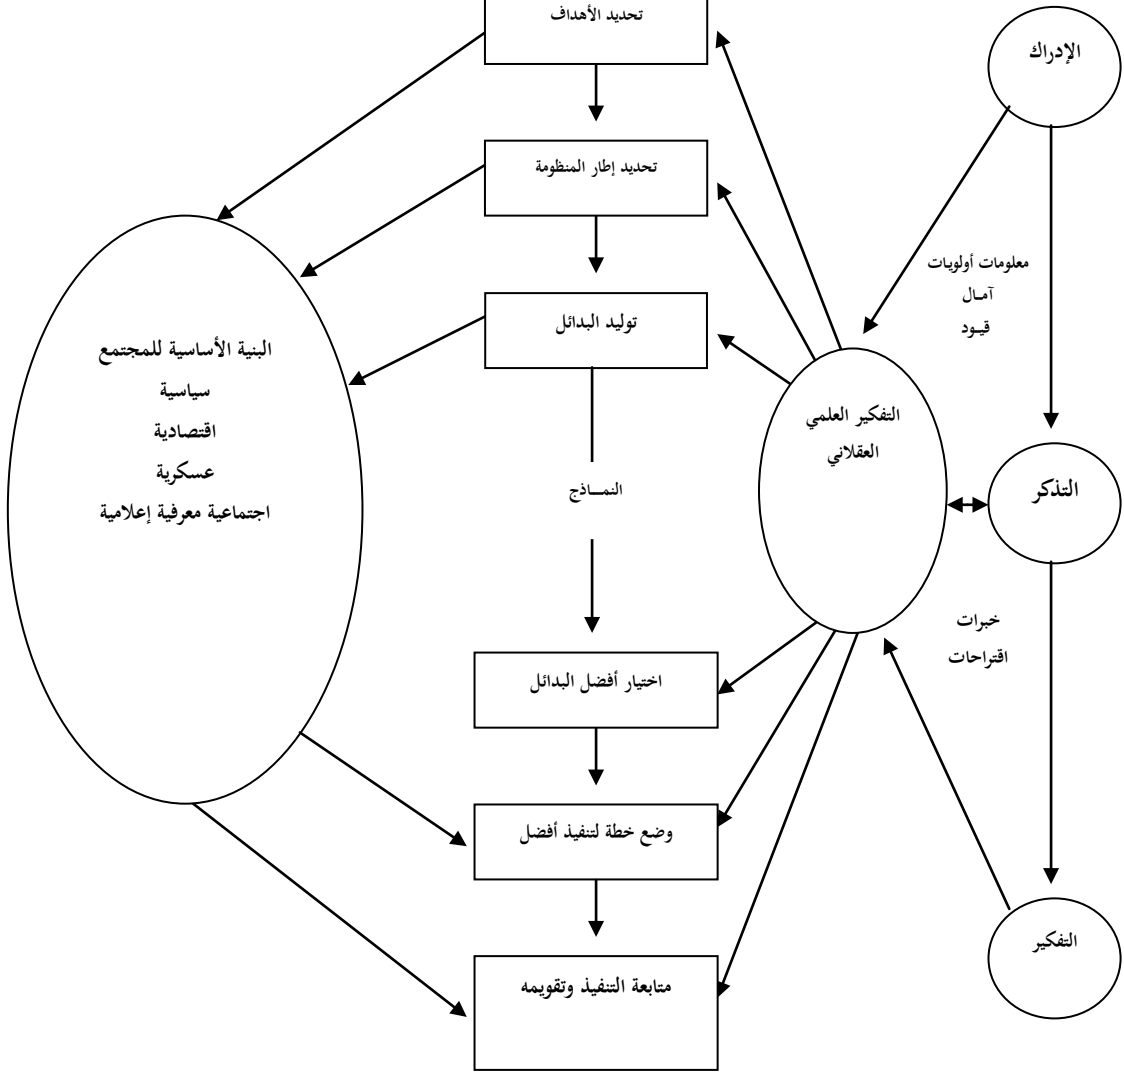 تحديد الأهداف
الإدراك
تحديد إطار المنظومة
معلومات أولويات
آمـال
قيـود
توليد البدائل
البنية الأساسية للمجتمع
سياسية
اقتصادية
عسكرية
اجتماعية معرفية إعلامية
التفكير العلمي
العقلاني
النمـــاذج
التذكر
خبرات
اقتراحات
اختيار أفضل البدائل
وضع خطة لتنفيذ أفضل
التفكير
متابعة التنفيذ وتقويمه